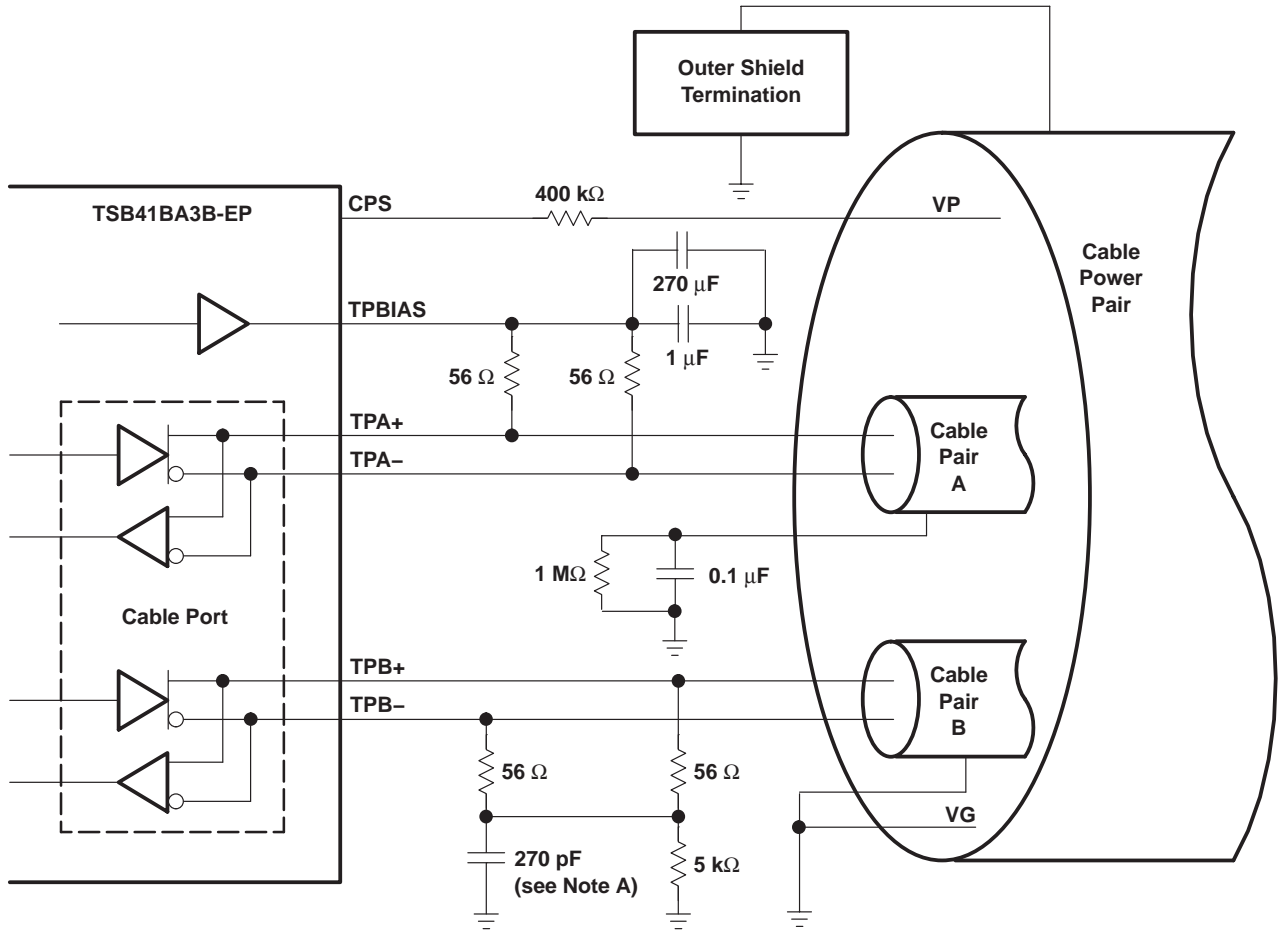 Outer Shield
Termination
TSB41BA3B-EP
CPS
400 kΩ
VP
Cable
Power
Pair
270 μF
TPBIAS
1 μF
56 Ω
56 Ω
TPA+
TPA−
Cable
Pair
A
1 MΩ
0.1 μF
Cable Port
TPB+
TPB−
Cable
Pair
B
56 Ω
56 Ω
VG
270 pF
(see Note A)
5 kΩ